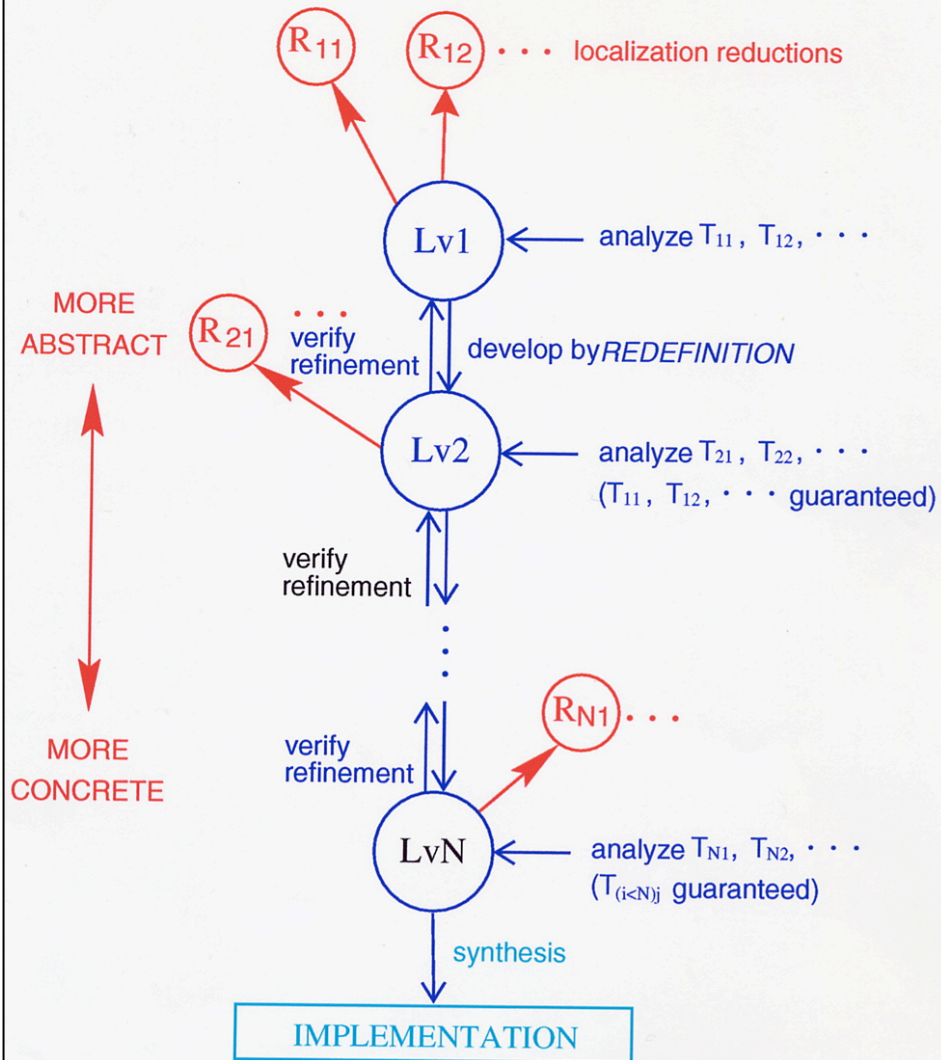 R11 R12 · · · localization reductions
Lv1
analyze T11, T12, · · ·
MORE
ABSTRACT
R21
· · ·
verify
refinement
develop by REDEFINITION
Lv2
analyze T21, T22, · · ·
(T11, T12, · · · guaranteed)
verify
refinement
MORE
CONCRETE
verify
refinement
RN1 · · ·
LvN
analyze TN1, TN2, · · ·
(T(i<N)j guaranteed)
synthesis
IMPLEMENTATION